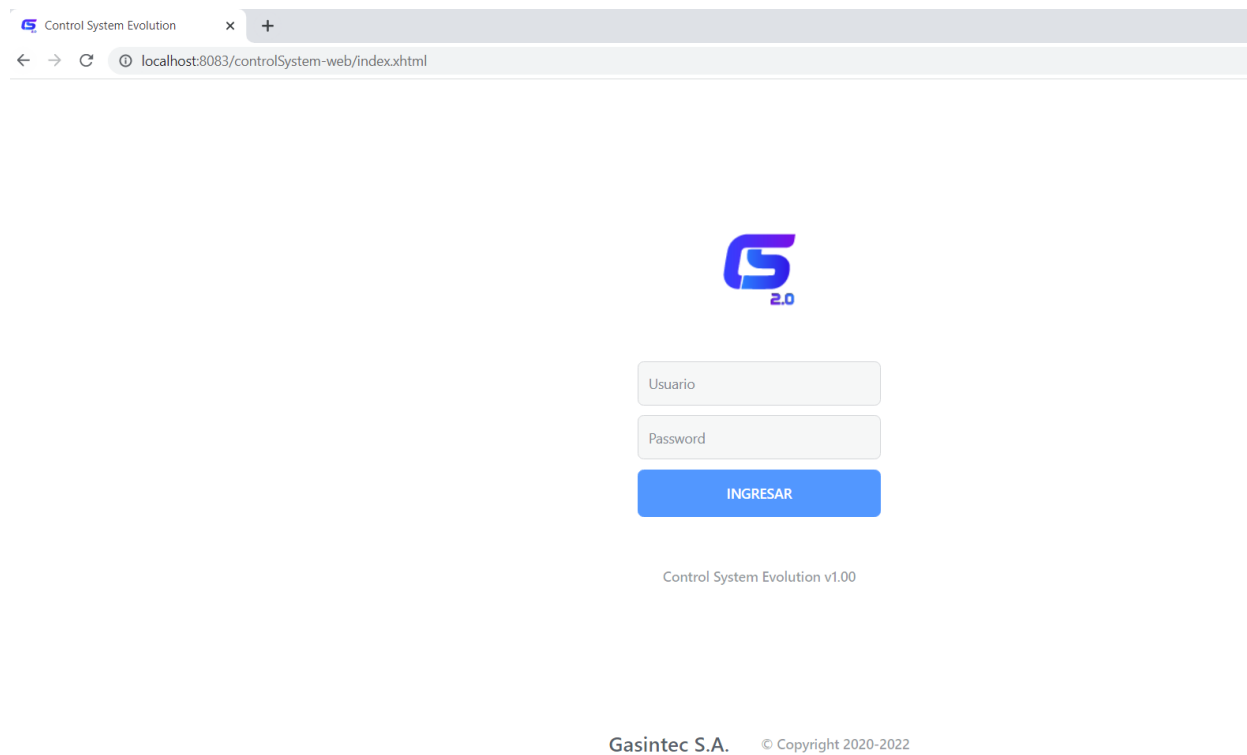 Control System Evolution
localhost:8083/controlSystem-web/index.xhtml
CS
2.0
Usuario
Password
INGRESAR
Control System Evolution v1.00
Gasintec S.A. © Copyright 2020-2022